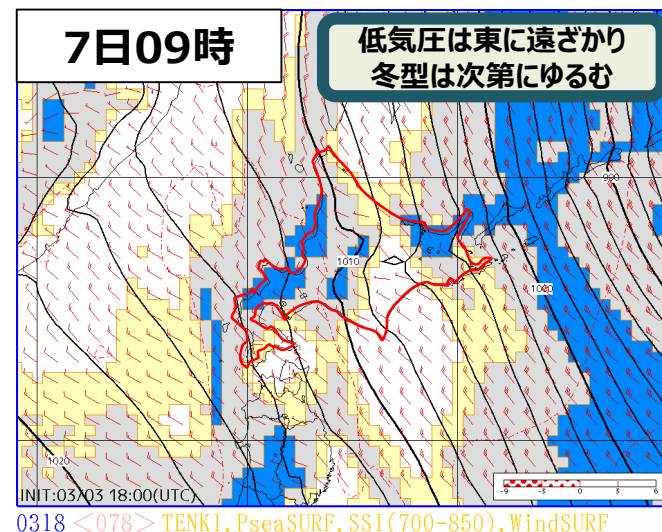 7日09時
低気圧は東に遠ざかり
冬型は次第にゆるむ
990
1010
1000
1020
INIT:03/03 18:00(UTC)
-9 -3 0 3 6
0318 <078> TENKI,PseaSURF,SSI(700-850),WindSURF